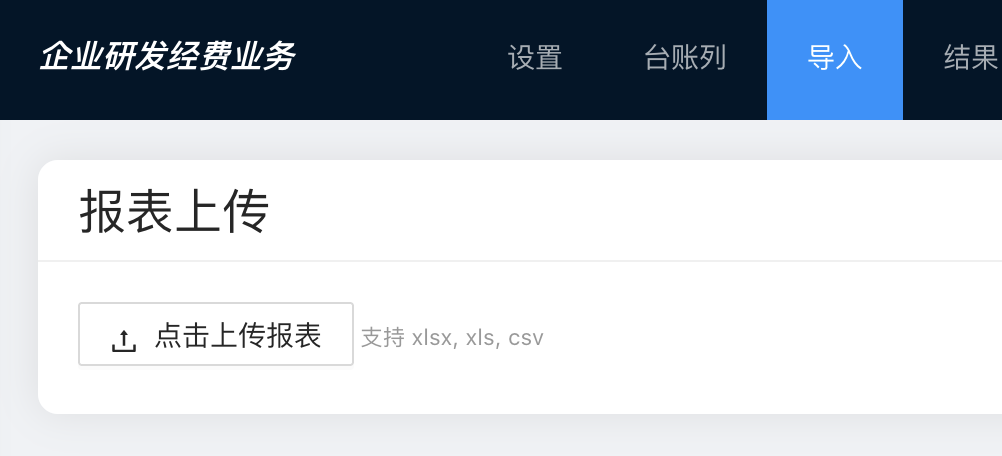 企业研发经费业务 设置 台账列 导入 结果
报表上传
点击上传报表 支持 xlsx, xls, csv